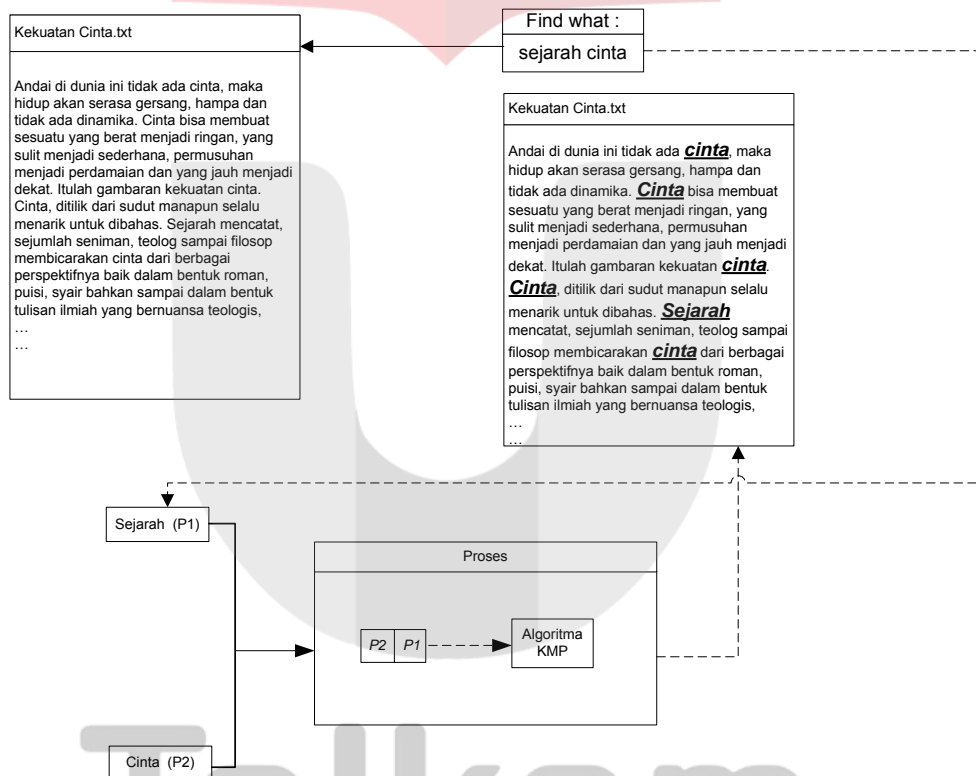 Find what :
sejarah cinta
Kekuatan Cinta.txt
Andai di dunia ini tidak ada cinta, maka
hidup akan serasa gersang, hampa dan
tidak ada dinamika. Cinta bisa membuat
sesuatu yang berat menjadi ringan, yang
sulit menjadi sederhana, permusuhan
menjadi perdamaian dan yang jauh menjadi
dekat. Itulah gambaran kekuatan cinta.
Cinta, ditilik dari sudut manapun selalu
menarik untuk dibahas. Sejarah mencatat,
sejumlah seniman, teolog sampai filosop
membicarakan cinta dari berbagai
perspektifnya baik dalam bentuk roman,
puisi, syair bahkan sampai dalam bentuk
tulisan ilmiah yang bernuansa teologis,
…
…
Kekuatan Cinta.txt
Andai di dunia ini tidak ada cinta, maka
hidup akan serasa gersang, hampa dan
tidak ada dinamika. Cinta bisa membuat
sesuatu yang berat menjadi ringan, yang
sulit menjadi sederhana, permusuhan
menjadi perdamaian dan yang jauh menjadi
dekat. Itulah gambaran kekuatan cinta.
Cinta, ditilik dari sudut manapun selalu
menarik untuk dibahas. Sejarah
mencatat, sejumlah seniman, teolog sampai
filosop membicarakan cinta dari berbagai
perspektifnya baik dalam bentuk roman,
puisi, syair bahkan sampai dalam bentuk
tulisan ilmiah yang bernuansa teologis,
…
…
Sejarah (P1)
Proses
P2 P1
Algoritma
KMP
Cinta (P2)